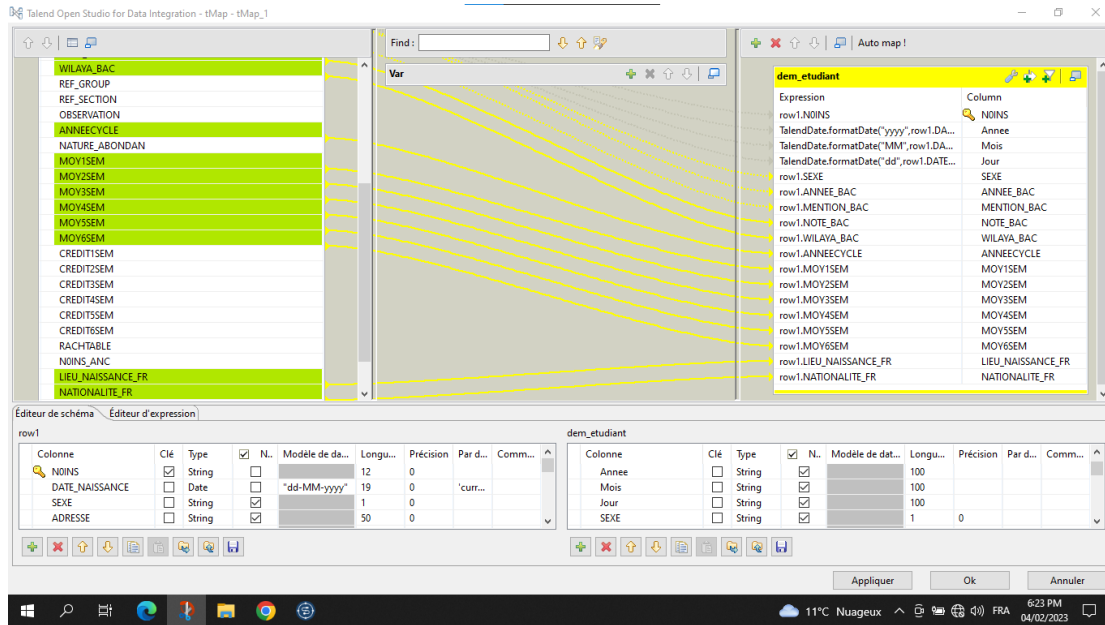 Talend Open Studio for Data Integration - tMap - tMap_1
Find :
Auto map !
WILAYA_BAC
REF_GROUP
REF_SECTION
OBSERVATION
ANNEECYCLE
NATURE_ABONDAN
MOY1SEM
MOY2SEM
MOY3SEM
MOY4SEM
MOY5SEM
MOY6SEM
CREDIT1SEM
CREDIT2SEM
CREDIT3SEM
CREDIT4SEM
CREDIT5SEM
CREDIT6SEM
RACHTABLE
N0INS_ANC
LIEU_NAISSANCE_FR
NATIONALITE_FR
Var
dem_etudiant
Expression Column
row1.N0INS N0INS
TalendDate.formatDate("yyyy",row1.DA... Annee
TalendDate.formatDate("MM",row1.DA... Mois
TalendDate.formatDate("dd",row1.DATE... Jour
row1.SEXE SEXE
row1.ANNEE_BAC ANNEE_BAC
row1.MENTION_BAC MENTION_BAC
row1.NOTE_BAC NOTE_BAC
row1.WILAYA_BAC WILAYA_BAC
row1.ANNEECYCLE ANNEECYCLE
row1.MOY1SEM MOY1SEM
row1.MOY2SEM MOY2SEM
row1.MOY3SEM MOY3SEM
row1.MOY4SEM MOY4SEM
row1.MOY5SEM MOY5SEM
row1.MOY6SEM MOY6SEM
row1.LIEU_NAISSANCE_FR LIEU_NAISSANCE_FR
row1.NATIONALITE_FR NATIONALITE_FR
Éditeur de schéma Éditeur d'expression
row1
Colonne Clé Type N.. Modèle de da... Longu... Précision Par d... Comm...
N0INS String 12 0
DATE_NAISSANCE Date "dd-MM-yyyy" 19 0 'curr...
SEXE String 1 0
ADRESSE String 50 0
dem_etudiant
Colonne Clé Type N.. Modèle de dat... Longu... Précision Par d... Comm...
Annee String 100
Mois String 100
Jour String 100
SEXE String 1 0
Appliquer Ok Annuler
11°C Nuageux FRA 6:23 PM
04/02/2023